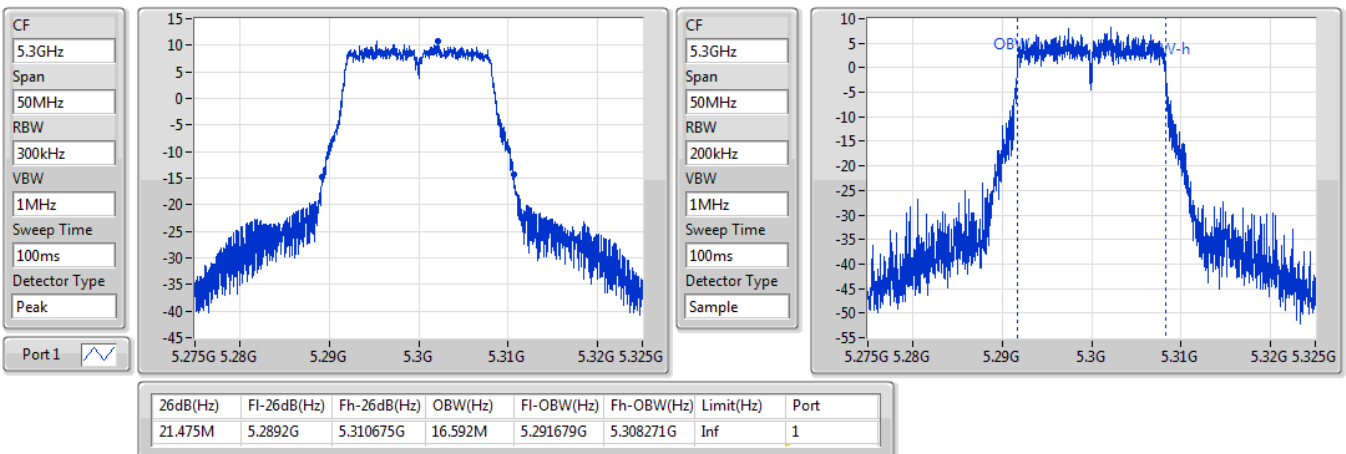 CF
5.3GHz
Span
50MHz
RBW
300kHz
VBW
1MHz
Sweep Time
100ms
Detector Type
Peak
Port 1
15
10
5
0
-5
-10
-15
-20
-25
-30
-35
-40
-45
5.275G 5.28G 5.29G 5.3G 5.31G 5.32G 5.325G
CF
5.3GHz
Span
50MHz
RBW
200kHz
VBW
1MHz
Sweep Time
100ms
Detector Type
Sample
10
5
0
-5
-10
-15
-20
-25
-30
-35
-40
-45
-50
-55
5.275G 5.28G 5.29G 5.3G 5.31G 5.32G 5.325G
26dB(Hz) Fl-26dB(Hz) Fh-26dB(Hz) OBW(Hz) Fl-OBW(Hz) Fh-OBW(Hz) Limit(Hz) Port
21.475M 5.2892G 5.310675G 16.592M 5.291679G 5.308271G Inf 1